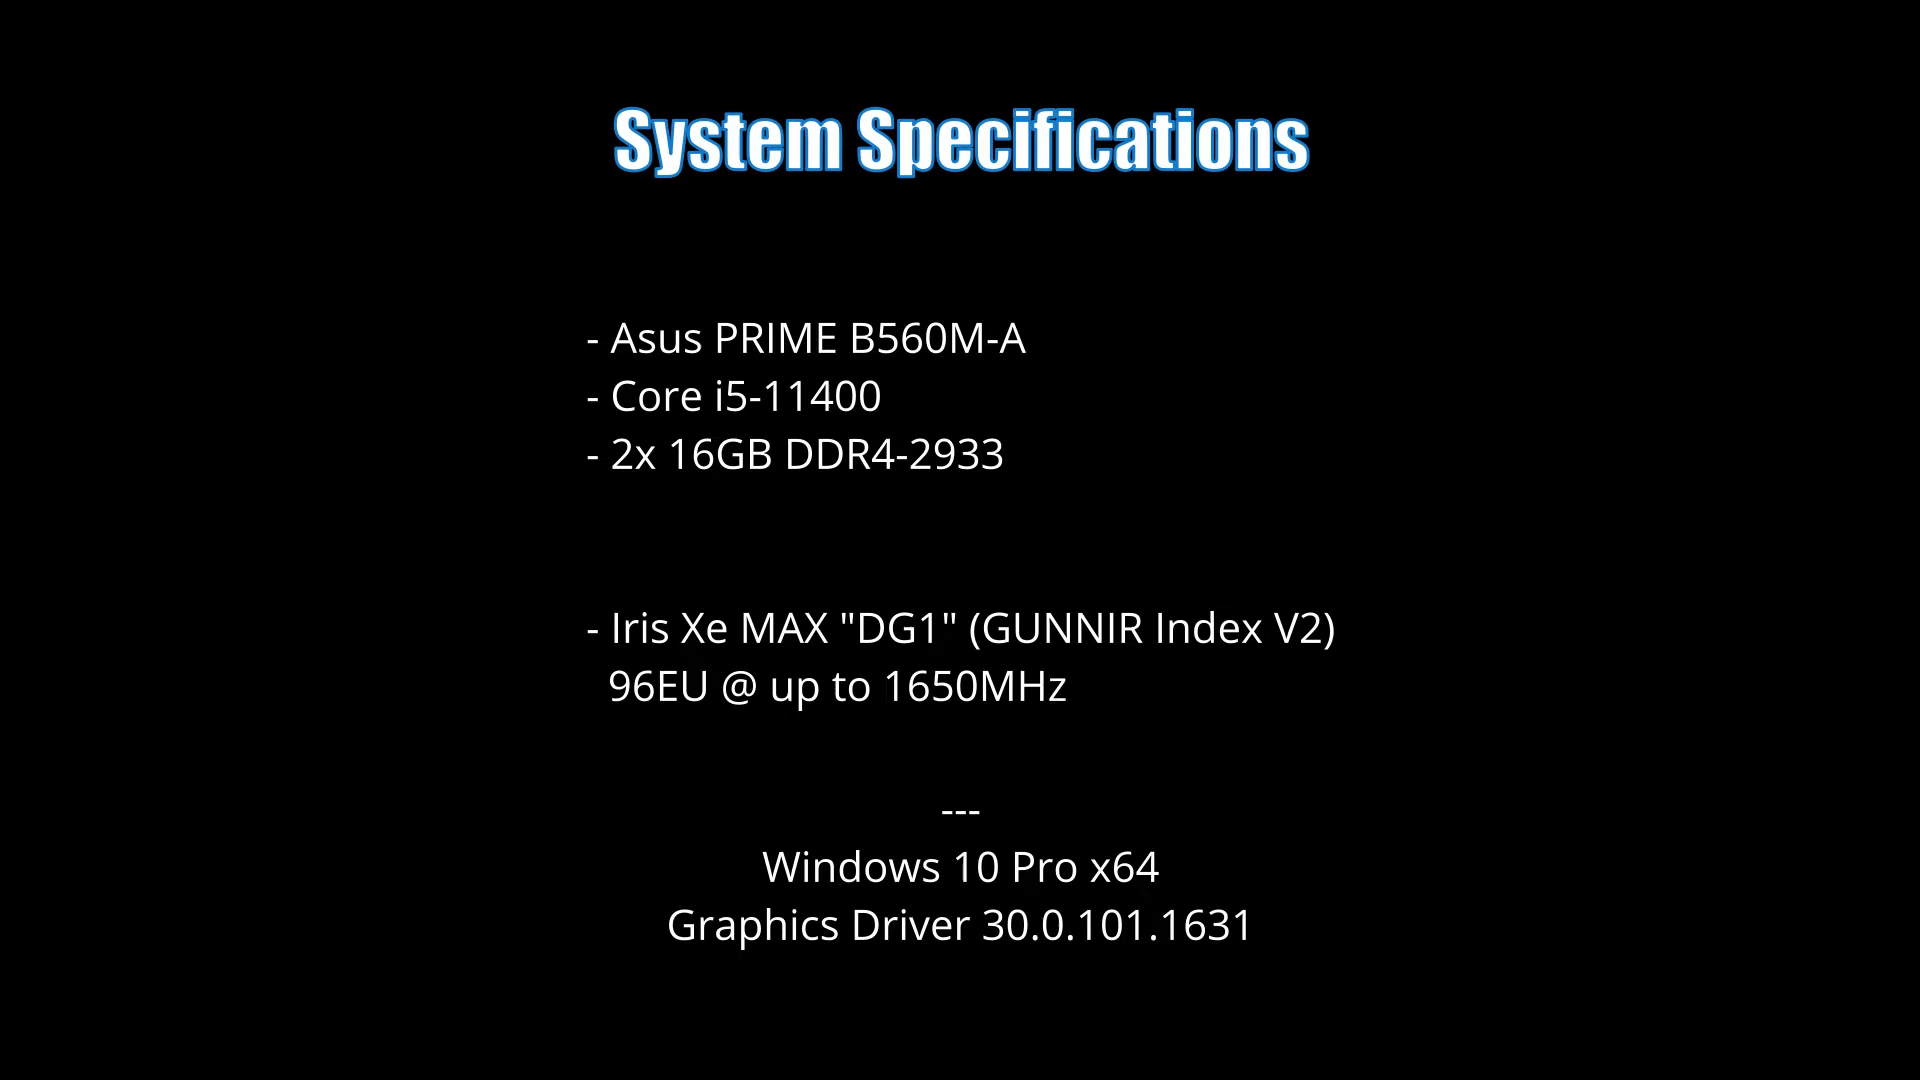 System Specifications
- Asus PRIME B560M-A
- Core i5-11400
- 2x 16GB DDR4-2933
- Iris Xe MAX "DG1" (GUNNIR Index V2)
96EU @ up to 1650MHz
---
Windows 10 Pro x64
Graphics Driver 30.0.101.1631